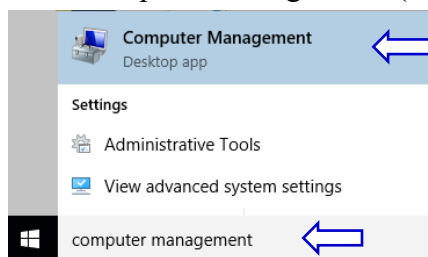 Computer Management
Desktop app
Settings
Administrative Tools
View advanced system settings
computer management